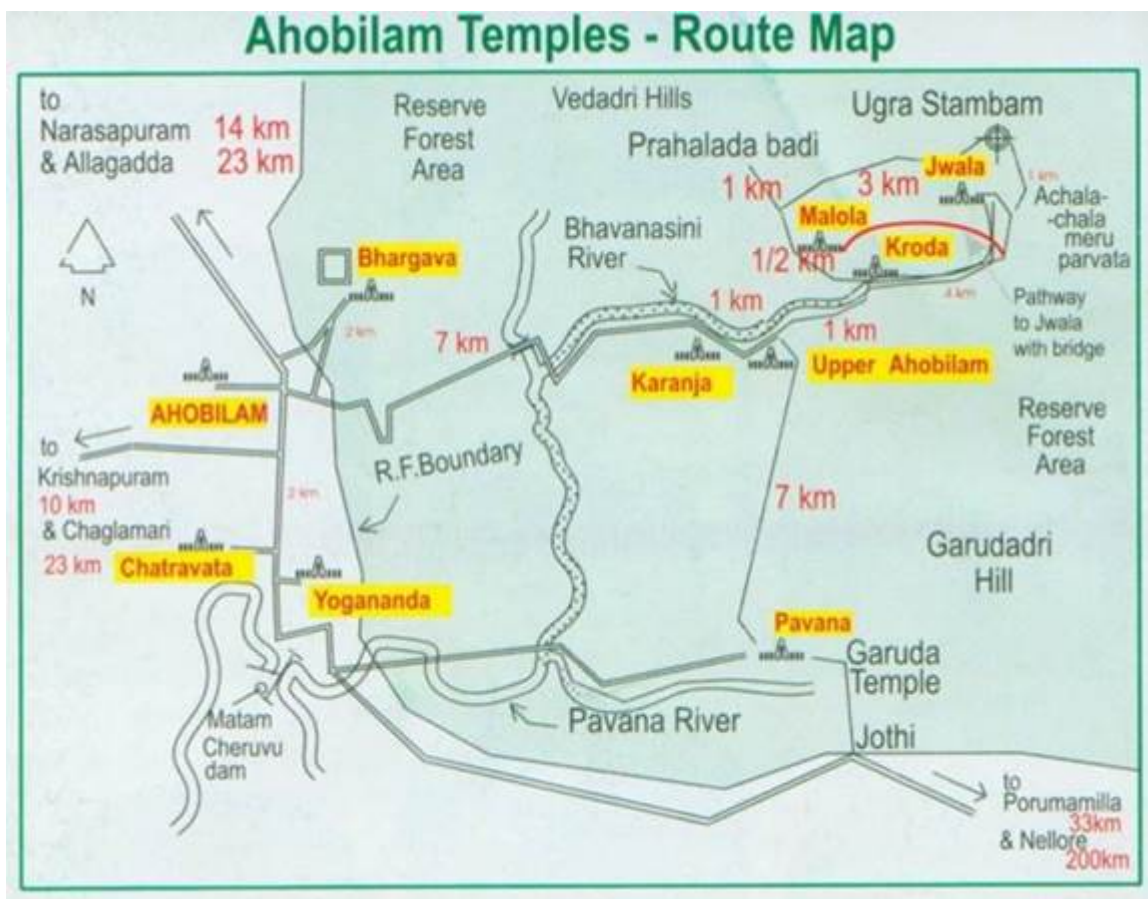 Ahobilam Temples - Route Map
to
Narasapuram 14 km
& Allagadda 23 km
Reserve
Forest
Area
Vedadri Hills
Ugra Stambam
Prahalada badi
1 km
3 km
Jwala
1 km
Achala-
-chala
meru
parvata
Malola
Kroda
1/2 km
Bhavanasini
River
N
Bhargava
2 km
7 km
1 km
1 km
.4 km
Pathway
to Jwala
with bridge
Karanja
Upper Ahobilam
AHOBILAM
Reserve
Forest
Area
to
Krishnapuram
10 km
& Chaglamari
23 km
R.F.Boundary
2 km
7 km
Chatravata
Yogananda
Garudadri
Hill
Pavana
Garuda
Temple
Matam
Cheruvu
dam
Pavana River
Jothi
to
Porumamilla
33km
& Nellore
200km